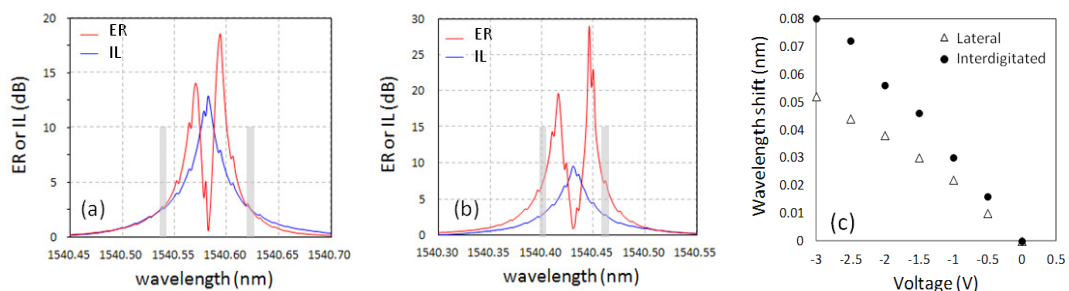 ER
IL
(a)
ER or IL (dB)
20
15
10
5
0
1540.45 1540.50 1540.55 1540.60 1540.65 1540.70
wavelength (nm)
ER
IL
(b)
ER or IL (dB)
30
25
20
15
10
5
0
1540.30 1540.35 1540.40 1540.45 1540.50 1540.55
wavelength (nm)
Lateral
Interdigitated
(c)
Wavelength shift (nm)
0.08
0.07
0.06
0.05
0.04
0.03
0.02
0.01
0
-3 -2.5 -2 -1.5 -1 -0.5 0 0.5
Voltage (V)